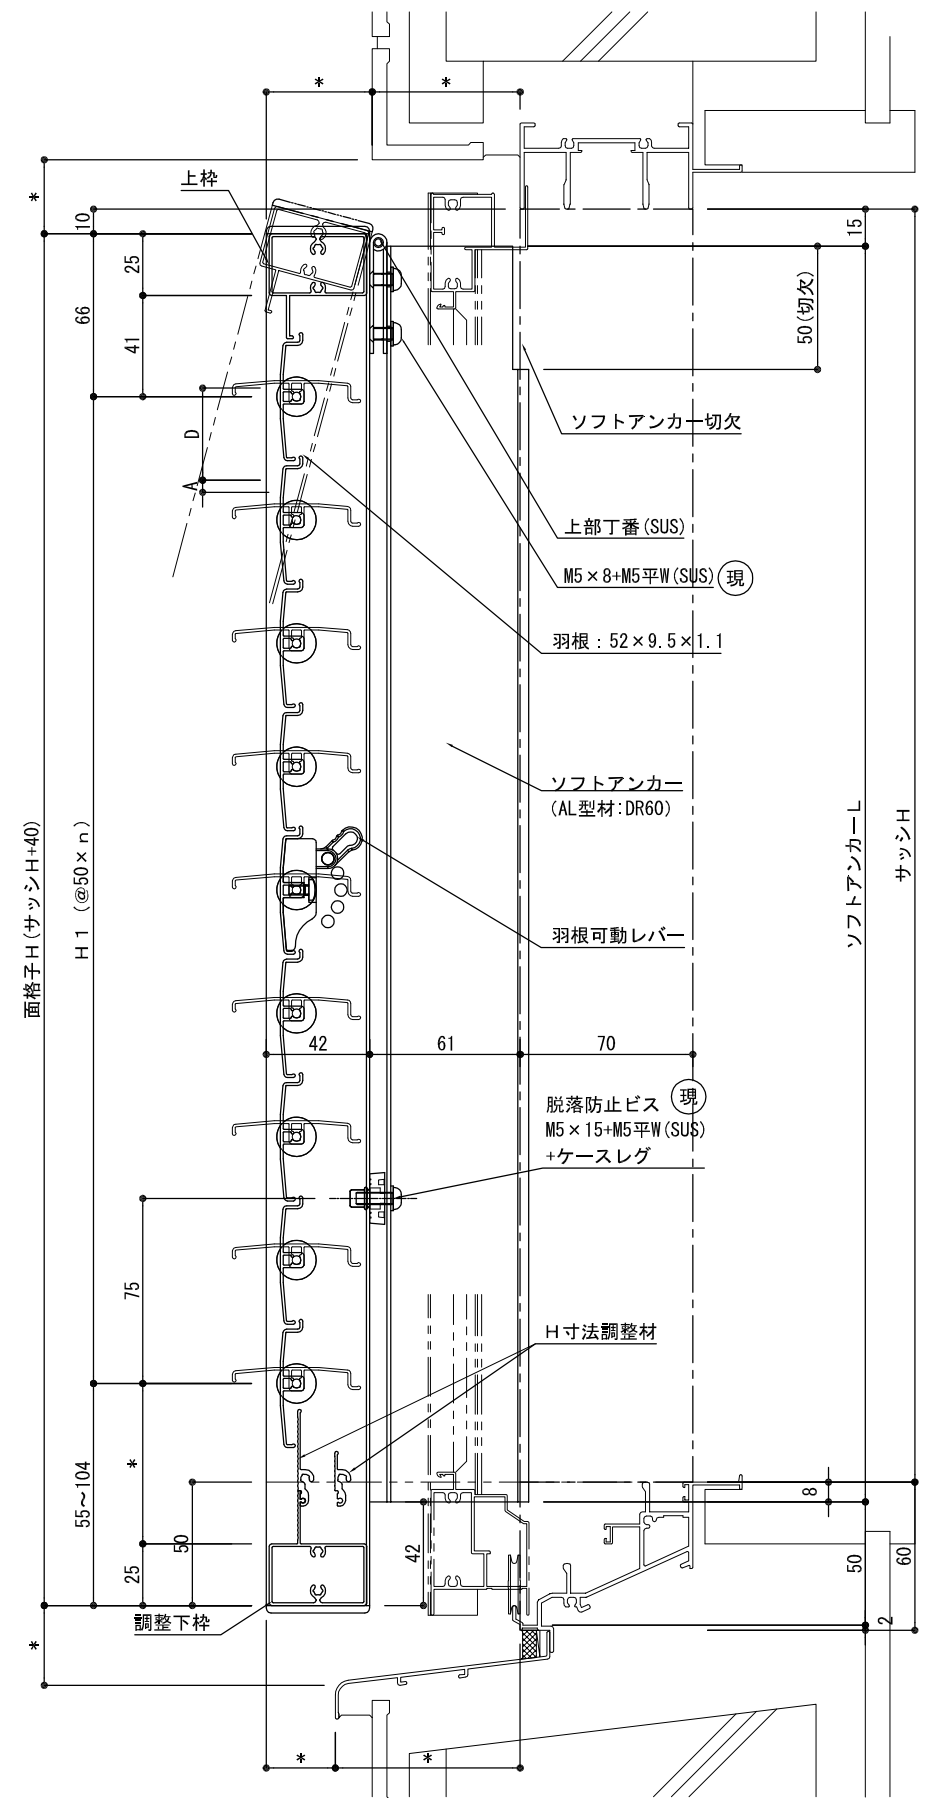 *
*
上枠
*
10
25
66
41
15
50(切欠)
D
A
ソフトアンカー切欠
上部丁番(SUS)
M5×8+M5平W(SUS) 現
羽根：52×9.5×1.1
ソフトアンカー
(AL型材:DR60)
面格子H(サッシH+40)
H1 (@50×n)
ソフトアンカーL
サッシH
羽根可動レバー
42
61
70
脱落防止ビス 現
M5×15+M5平W(SUS)
+ケースレグ
75
H寸法調整材
*
55～104
50
25
42
8
50
60
2
調整下枠
*
*
*